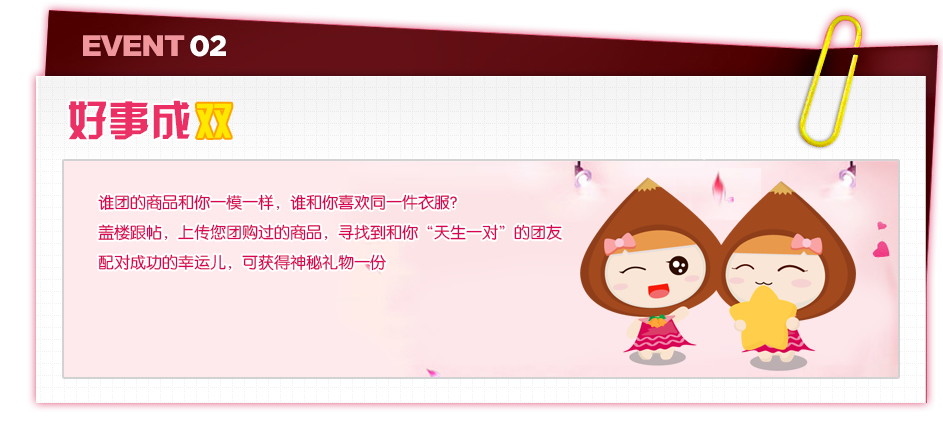 EVENT 02
好事成双
谁团的商品和你一模一样，谁和你喜欢同一件衣服？
盖楼跟帖，上传您团购过的商品，寻找到和你“天生一对”的团友
配对成功的幸运儿，可获得神秘礼物一份